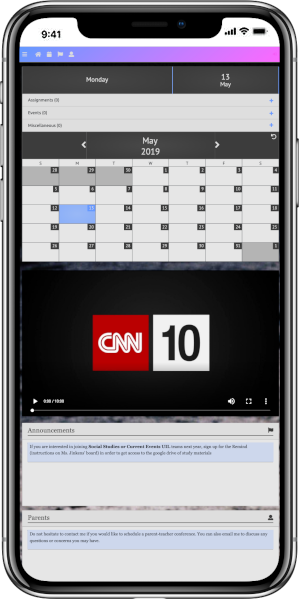 9:41
Monday
13
May
Assignments (0) +
Events (0) +
Miscellaneous (0) +
May
2019
S M T W T F S
28 29 30 1 2 3 4
5 6 7 8 9 10 11
12 13 14 15 16 17 18
19 20 21 22 23 24 25
26 27 28 29 30 31 1
CNN 10
0:00 / 10:00
Announcements
If you are interested in joining Social Studies or Current Events UIL teams next year, sign up for the Remind
(instructions on Ms. board) in order to get access to the google drive of study materials
Parents
Do not hesitate to contact me if you would like to schedule a parent-teacher conference. You can also email me to discuss any
questions or concerns you may have.